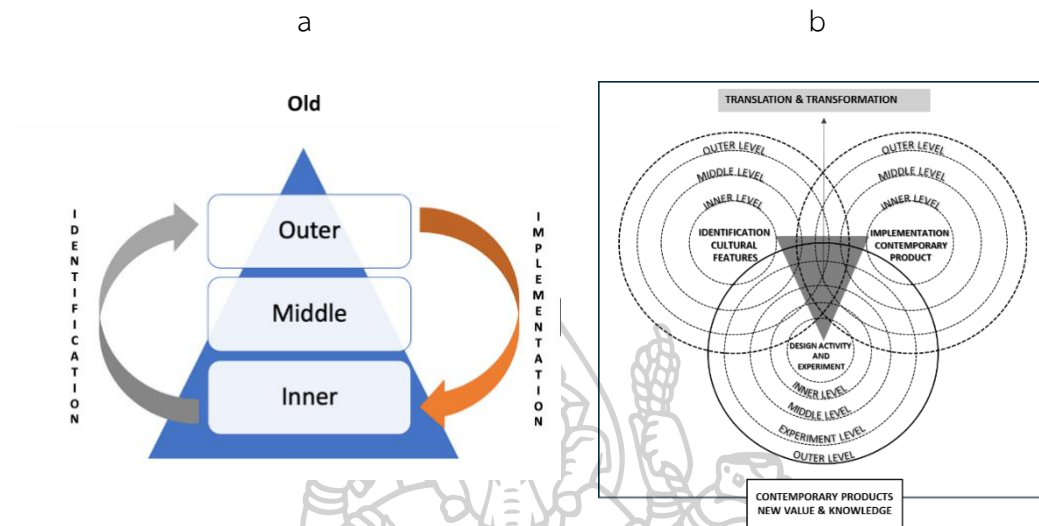 a
b
Old
IDENTIFICATION
Outer
Middle
Inner
IMPLEMENTATION
TRANSLATION & TRANSFORMATION
OUTER LEVEL
MIDDLE LEVEL
INNER LEVEL
IDENTIFICATION
CULTURAL
FEATURES
OUTER LEVEL
MIDDLE LEVEL
INNER LEVEL
IMPLEMENTATION
CONTEMPORARY
PRODUCT
DESIGN ACTIVITY
AND
EXPERIMENT
INNER LEVEL
MIDDLE LEVEL
EXPERIMENT LEVEL
OUTER LEVEL
CONTEMPORARY PRODUCTS
NEW VALUE & KNOWLEDGE